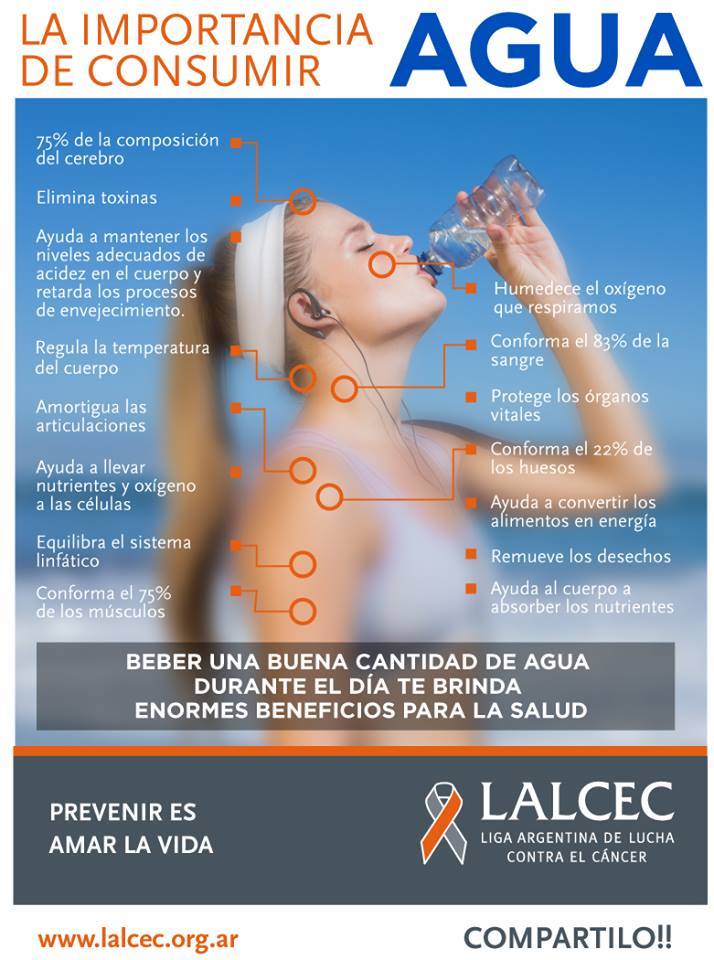 LA IMPORTANCIA
DE CONSUMIR
AGUA
75% de la composición
del cerebro
Elimina toxinas
Ayuda a mantener los
niveles adecuados de
acidez en el cuerpo y
retarda los procesos
de envejecimiento.
Regula la temperatura
del cuerpo
Amortigua las
articulaciones
Ayuda a llevar
nutrientes y oxígeno
a las células
Equilibra el sistema
linfático
Conforma el 75%
de los músculos
Humedece el oxígeno
que respiramos
Conforma el 83% de la
sangre
Protege los órganos
vitales
Conforma el 22% de
los huesos
Ayuda a convertir los
alimentos en energía
Remueve los desechos
Ayuda al cuerpo a
absorber los nutrientes
BEBER UNA BUENA CANTIDAD DE AGUA
DURANTE EL DÍA TE BRINDA
ENORMES BENEFICIOS PARA LA SALUD
PREVENIR ES
AMAR LA VIDA
LALCEC
LIGA ARGENTINA DE LUCHA
CONTRA EL CÁNCER
www.lalcec.org.ar
COMPARTILO!!